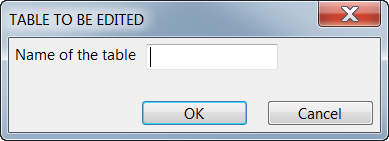 TABLE TO BE EDITED
Name of the table
OK Cancel